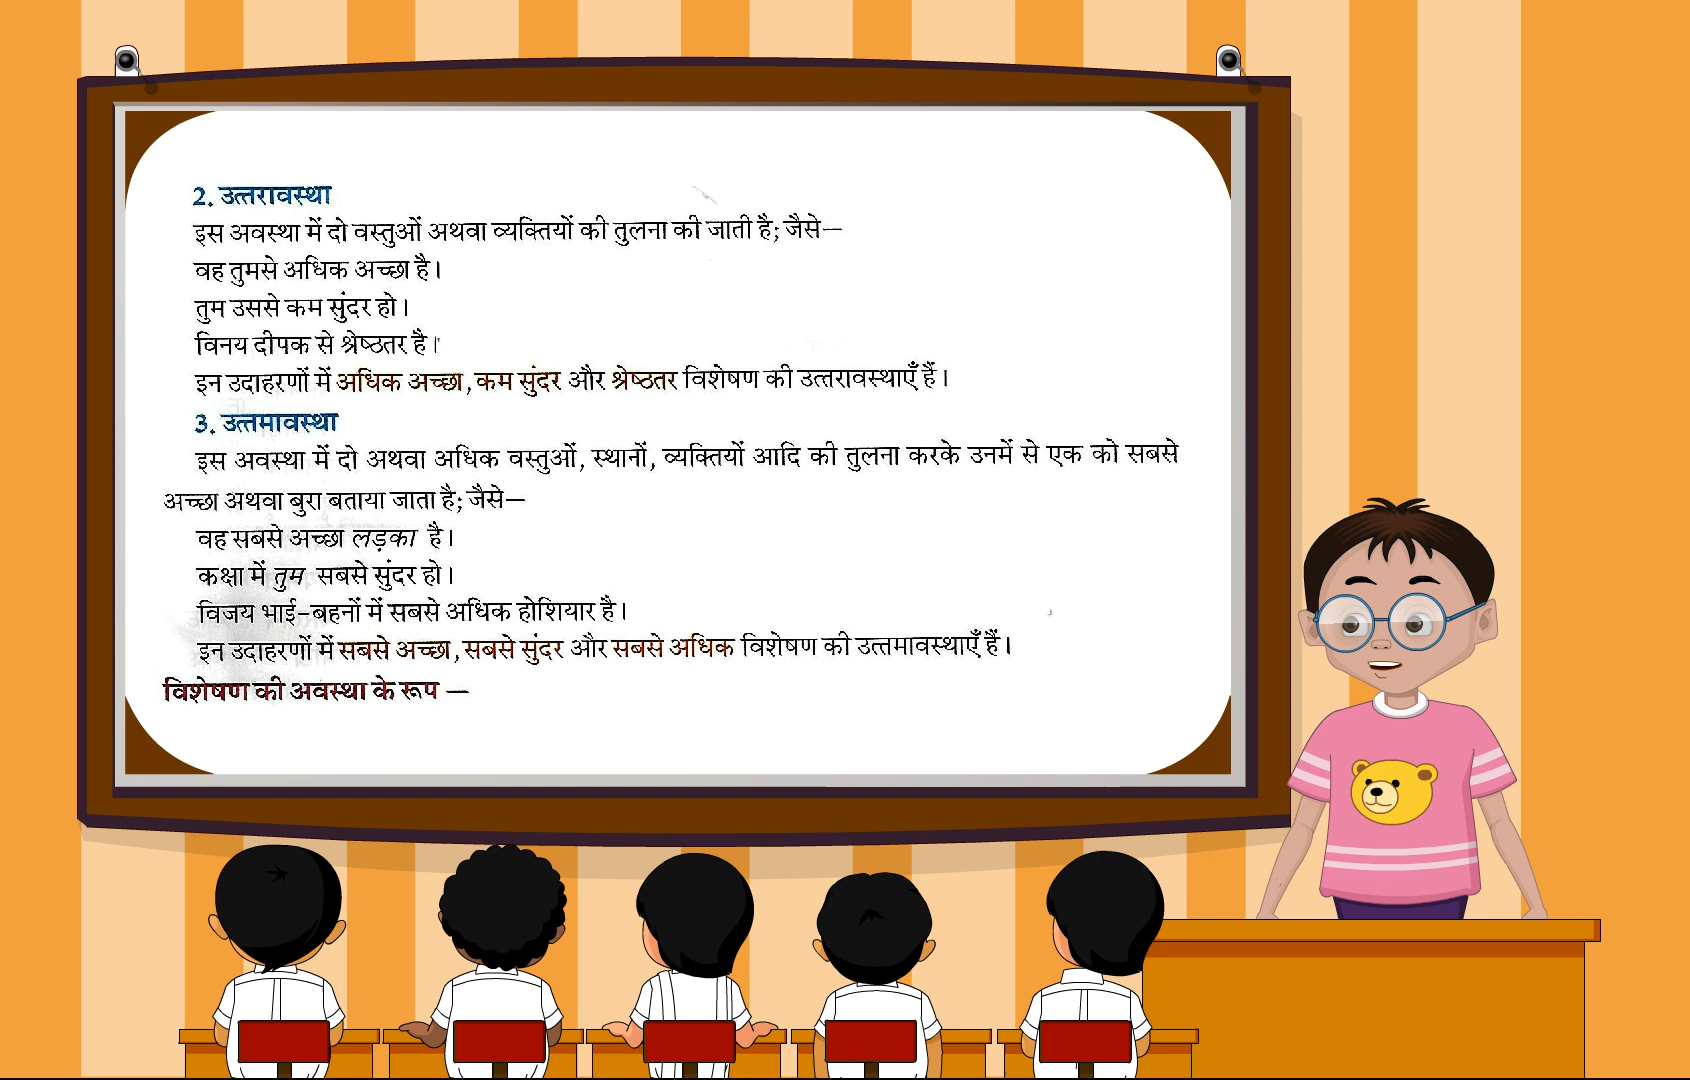 2. उत्तरावस्था
इस अवस्था में दो वस्तुओं अथवा व्यक्तियों की तुलना की जाती है; जैसे—
वह तुमसे अधिक अच्छा है।
तुम उससे कम सुंदर हो।
विनय दीपक से श्रेष्ठतर है।
इन उदाहरणों में अधिक अच्छा, कम सुंदर और श्रेष्ठतर विशेषण की उत्तरावस्थाएँ हैं।
3. उत्तमावस्था
इस अवस्था में दो अथवा अधिक वस्तुओं, स्थानों, व्यक्तियों आदि की तुलना करके उनमें से एक को सबसे
अच्छा अथवा बुरा बताया जाता है; जैसे—
वह सबसे अच्छा लड़का है।
कक्षा में तुम सबसे सुंदर हो।
विजय भाई-बहनों में सबसे अधिक होशियार है।
इन उदाहरणों में सबसे अच्छा, सबसे सुंदर और सबसे अधिक विशेषण की उत्तमावस्थाएँ हैं।
विशेषण की अवस्था के रूप —